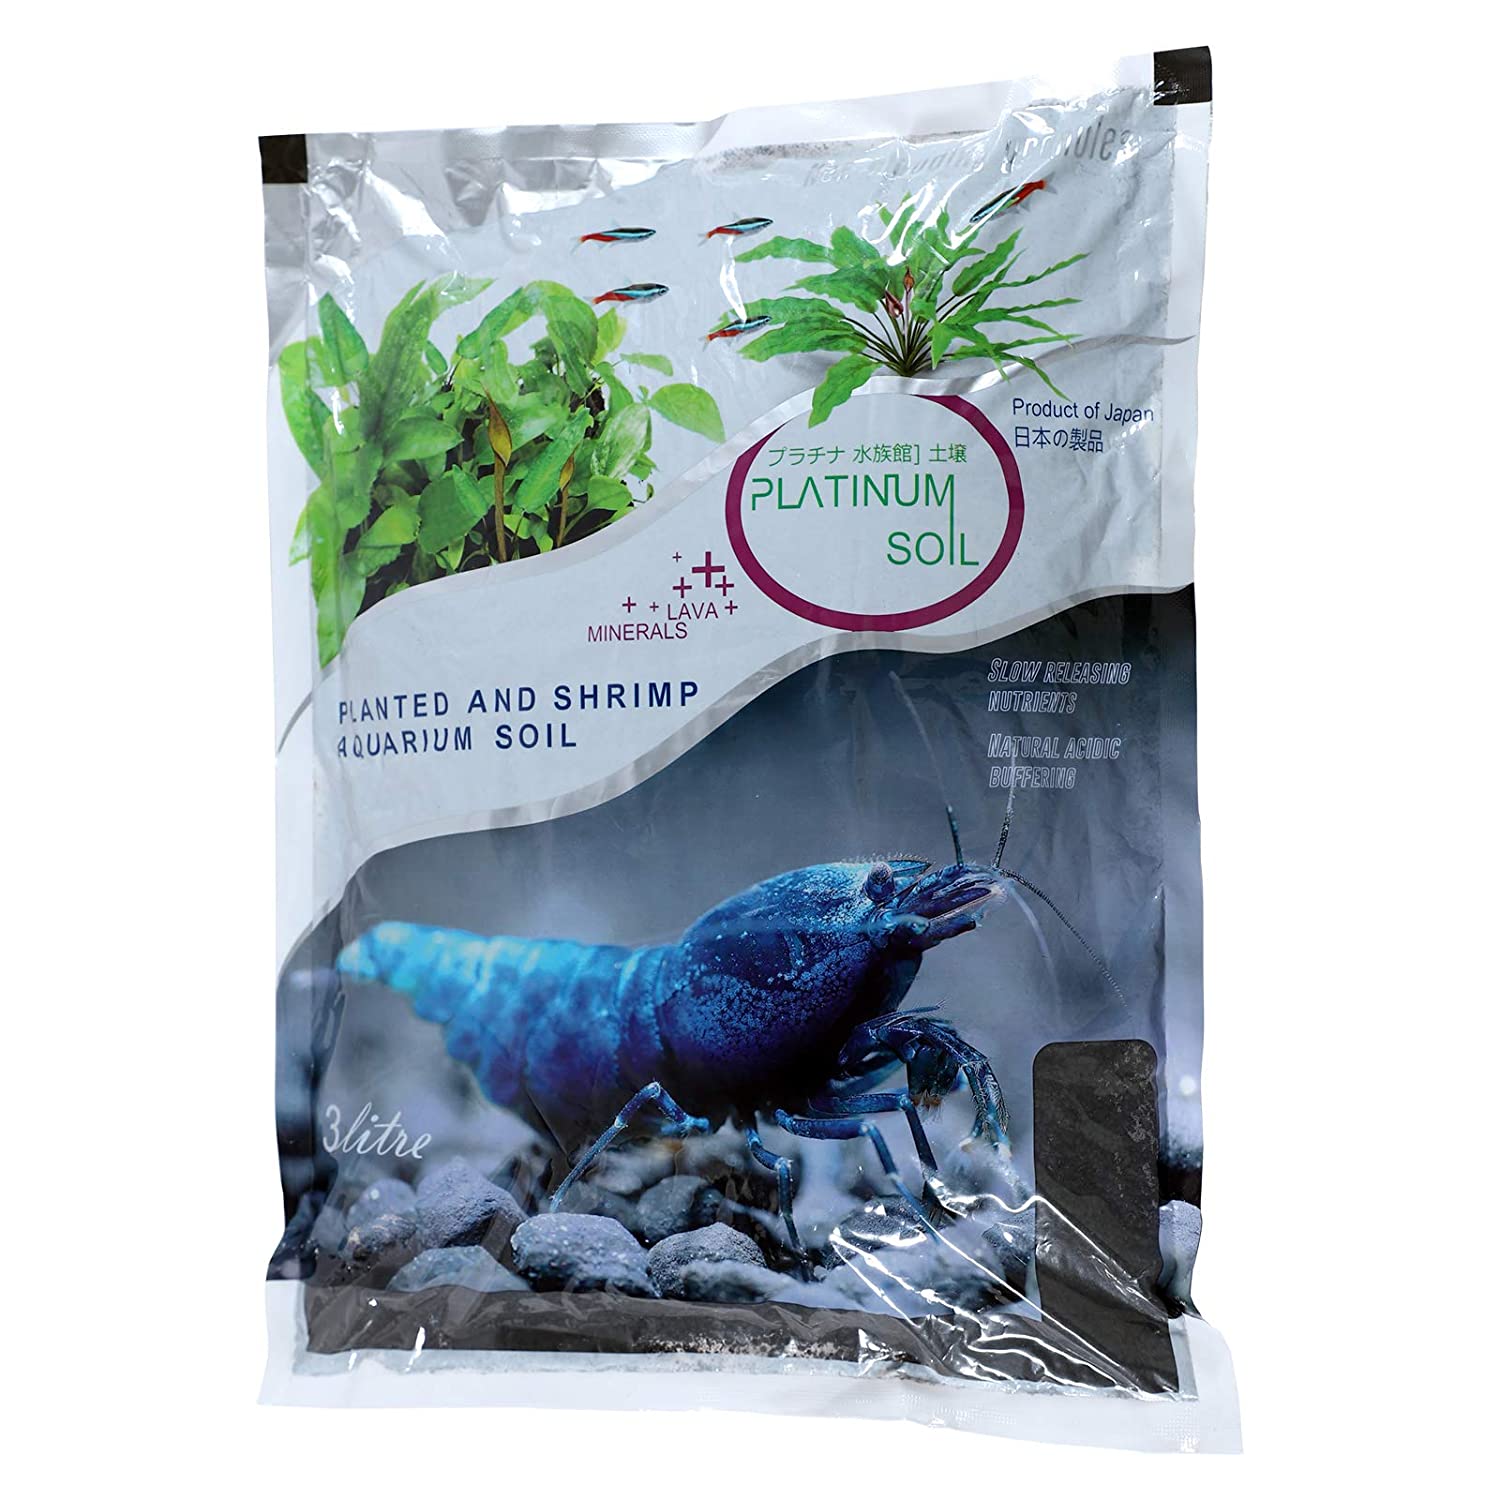 granules
Product of Japan
日本の製品
プラチナ 水族館] 土壌
PLATINUM
SOIL
LAVA
MINERALS
PLANTED AND SHRIMP
AQUARIUM SOIL
SLOW RELEASING
NUTRIENTS
NATURAL ACIDIC
BUFFERING
3litre